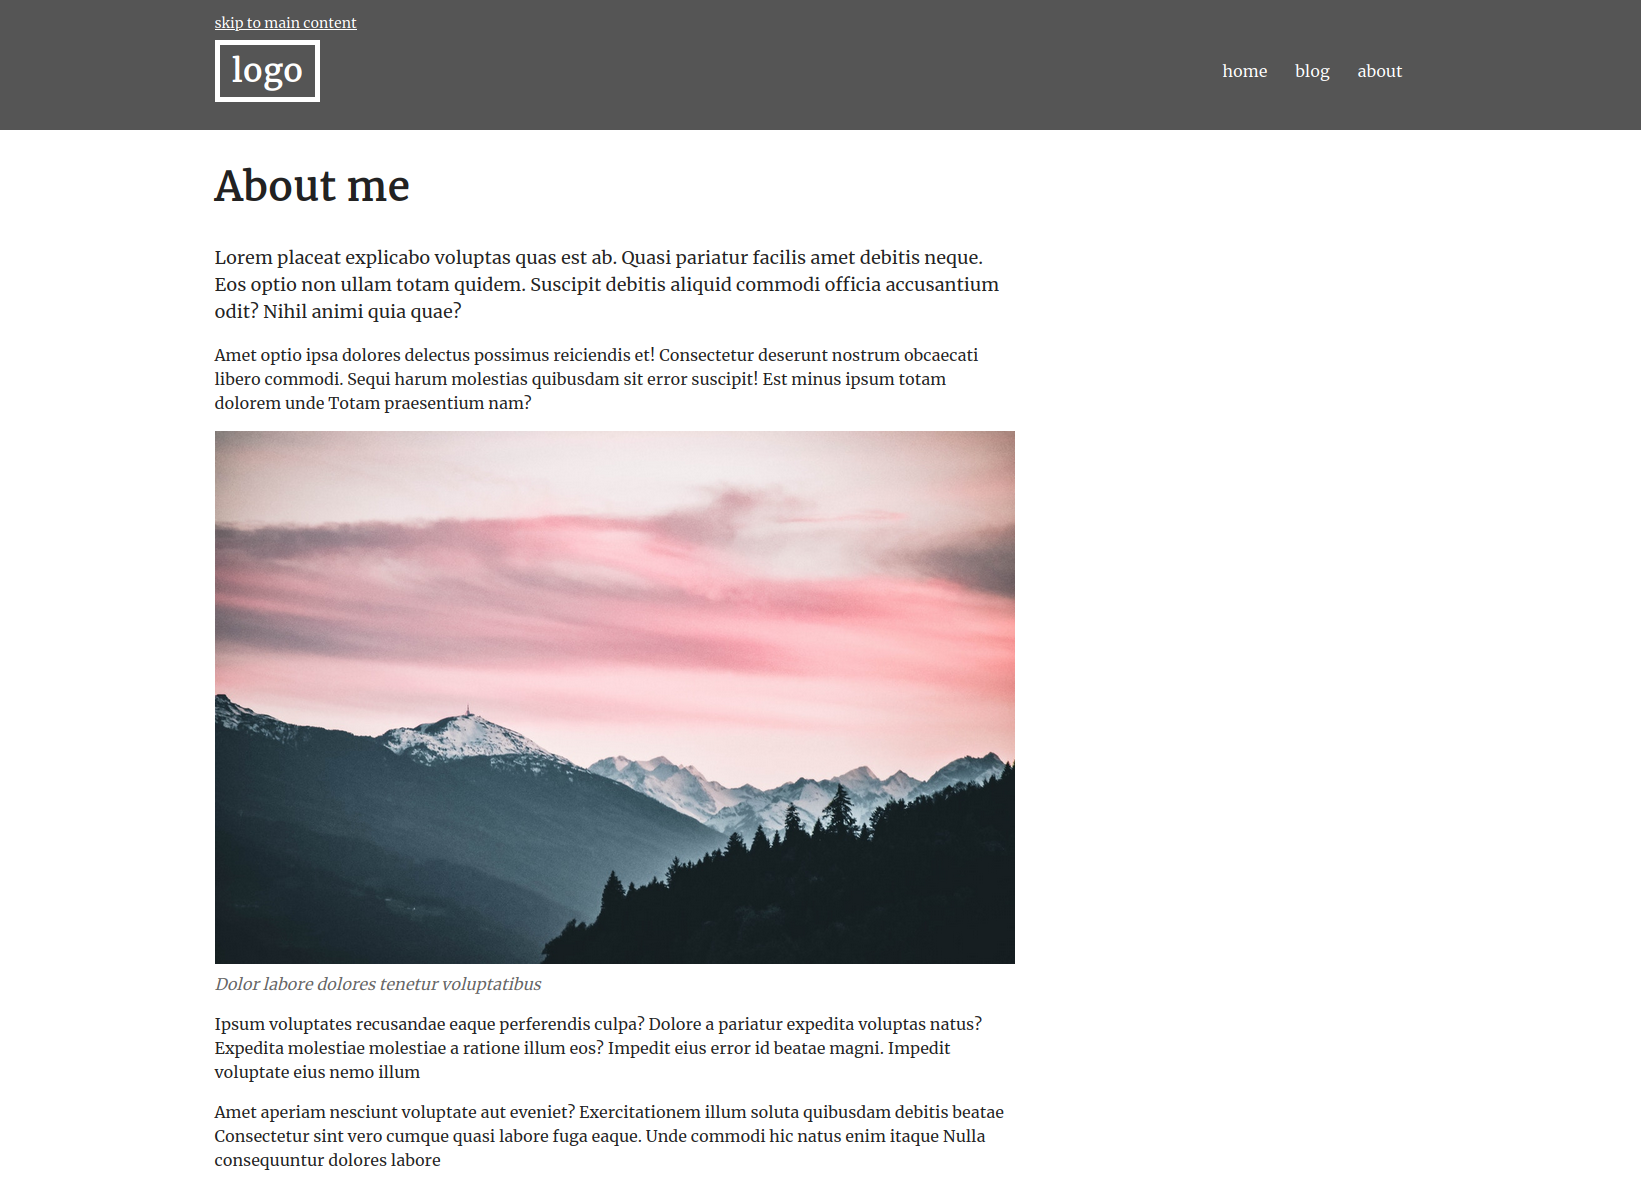 skip to main content
logo
home blog about
About me
Lorem placeat explicabo voluptas quas est ab. Quasi pariatur facilis amet debitis neque.
Eos optio non ullam totam quidem. Suscipit debitis aliquid commodi officia accusantium
odit? Nihil animi quia quae?
Amet optio ipsa dolores delectus possimus reiciendis et! Consectetur deserunt nostrum obcaecati
libero commodi. Sequi harum molestias quibusdam sit error suscipit! Est minus ipsum totam
dolorem unde Totam praesentium nam?
Dolor labore dolores tenetur voluptatibus
Ipsum voluptates recusandae eaque perferendis culpa? Dolore a pariatur expedita voluptas natus?
Expedita molestiae molestiae a ratione illum eos? Impedit eius error id beatae magni. Impedit
voluptate eius nemo illum
Amet aperiam nesciunt voluptate aut eveniet? Exercitationem illum soluta quibusdam debitis beatae
Consectetur sint vero cumque quasi labore fuga eaque. Unde commodi hic natus enim itaque Nulla
consequuntur dolores labore